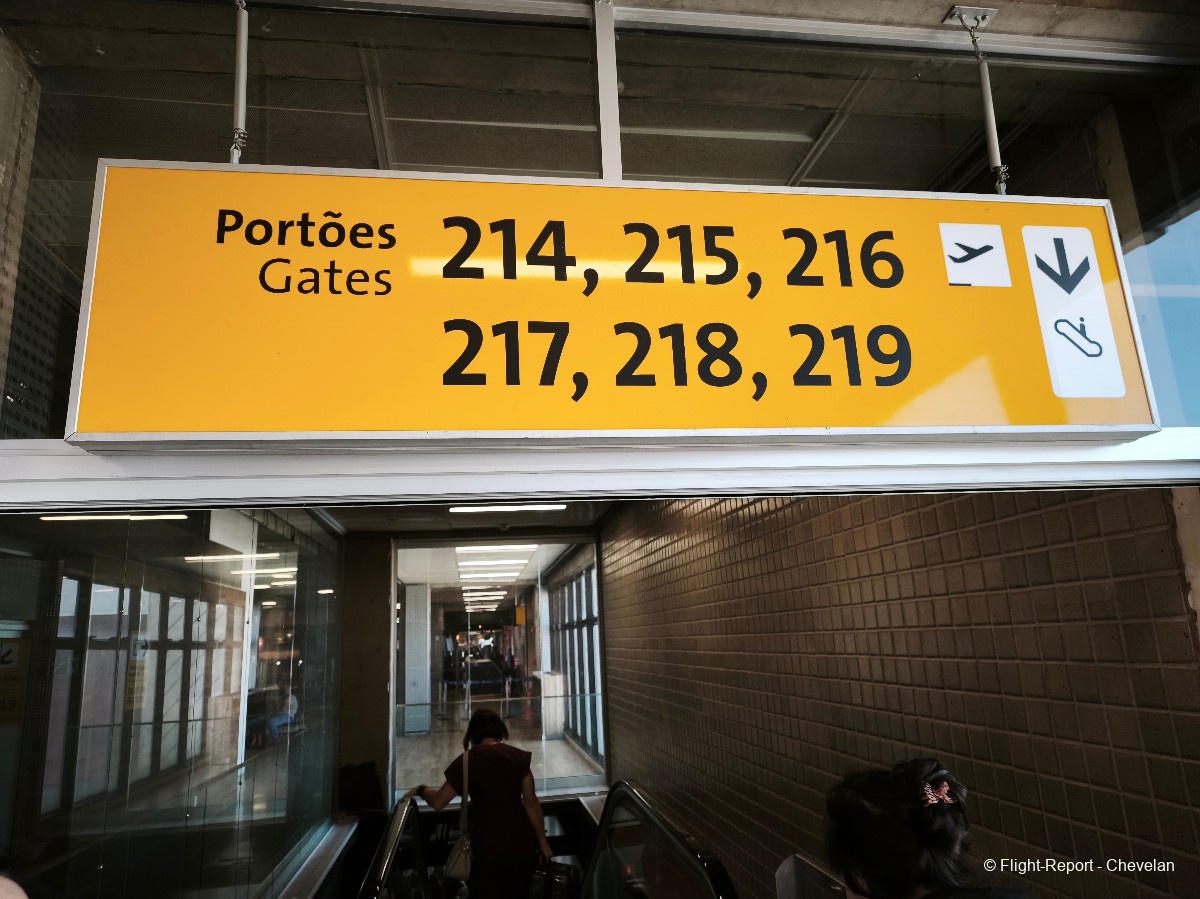 Portões 214, 215, 216
Gates
217, 218, 219
© Flight-Report - Chevelan